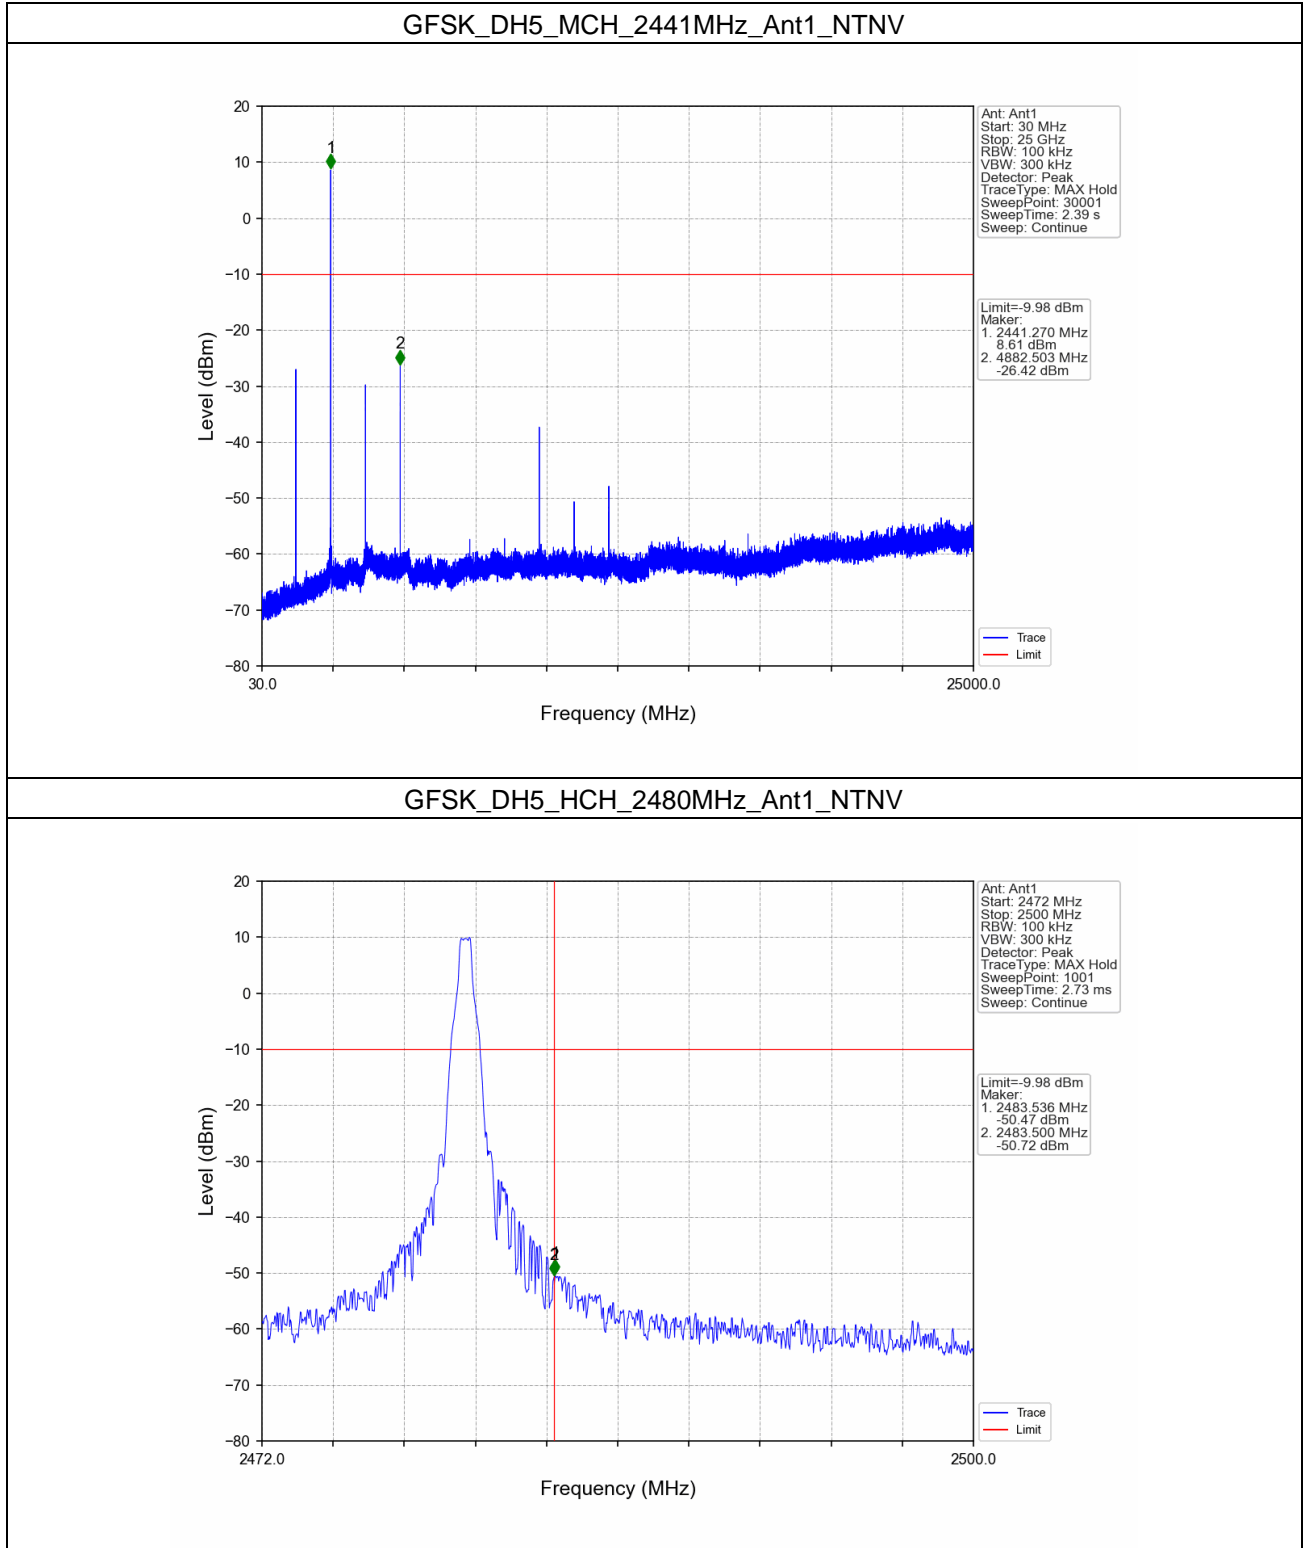 GFSK_DH5_MCH_2441MHz_Ant1_NTNV
20
10
0
−10
−20
−30
−40
−50
−60
−70
−80
Level (dBm)
1
2
30.0
25000.0
Frequency (MHz)
Ant: Ant1
Start: 30 MHz
Stop: 25 GHz
RBW: 100 kHz
VBW: 300 kHz
Detector: Peak
TraceType: MAX Hold
SweepPoint: 30001
SweepTime: 2.39 s
Sweep: Continue
Limit=-9.98 dBm
Maker:
1. 2441.270 MHz
8.61 dBm
2. 4882.503 MHz
-26.42 dBm
Trace
Limit
GFSK_DH5_HCH_2480MHz_Ant1_NTNV
20
10
0
−10
−20
−30
−40
−50
−60
−70
−80
Level (dBm)
2
2472.0
2500.0
Frequency (MHz)
Ant: Ant1
Start: 2472 MHz
Stop: 2500 MHz
RBW: 100 kHz
VBW: 300 kHz
Detector: Peak
TraceType: MAX Hold
SweepPoint: 1001
SweepTime: 2.73 ms
Sweep: Continue
Limit=-9.98 dBm
Maker:
1. 2483.536 MHz
-50.47 dBm
2. 2483.500 MHz
-50.72 dBm
Trace
Limit